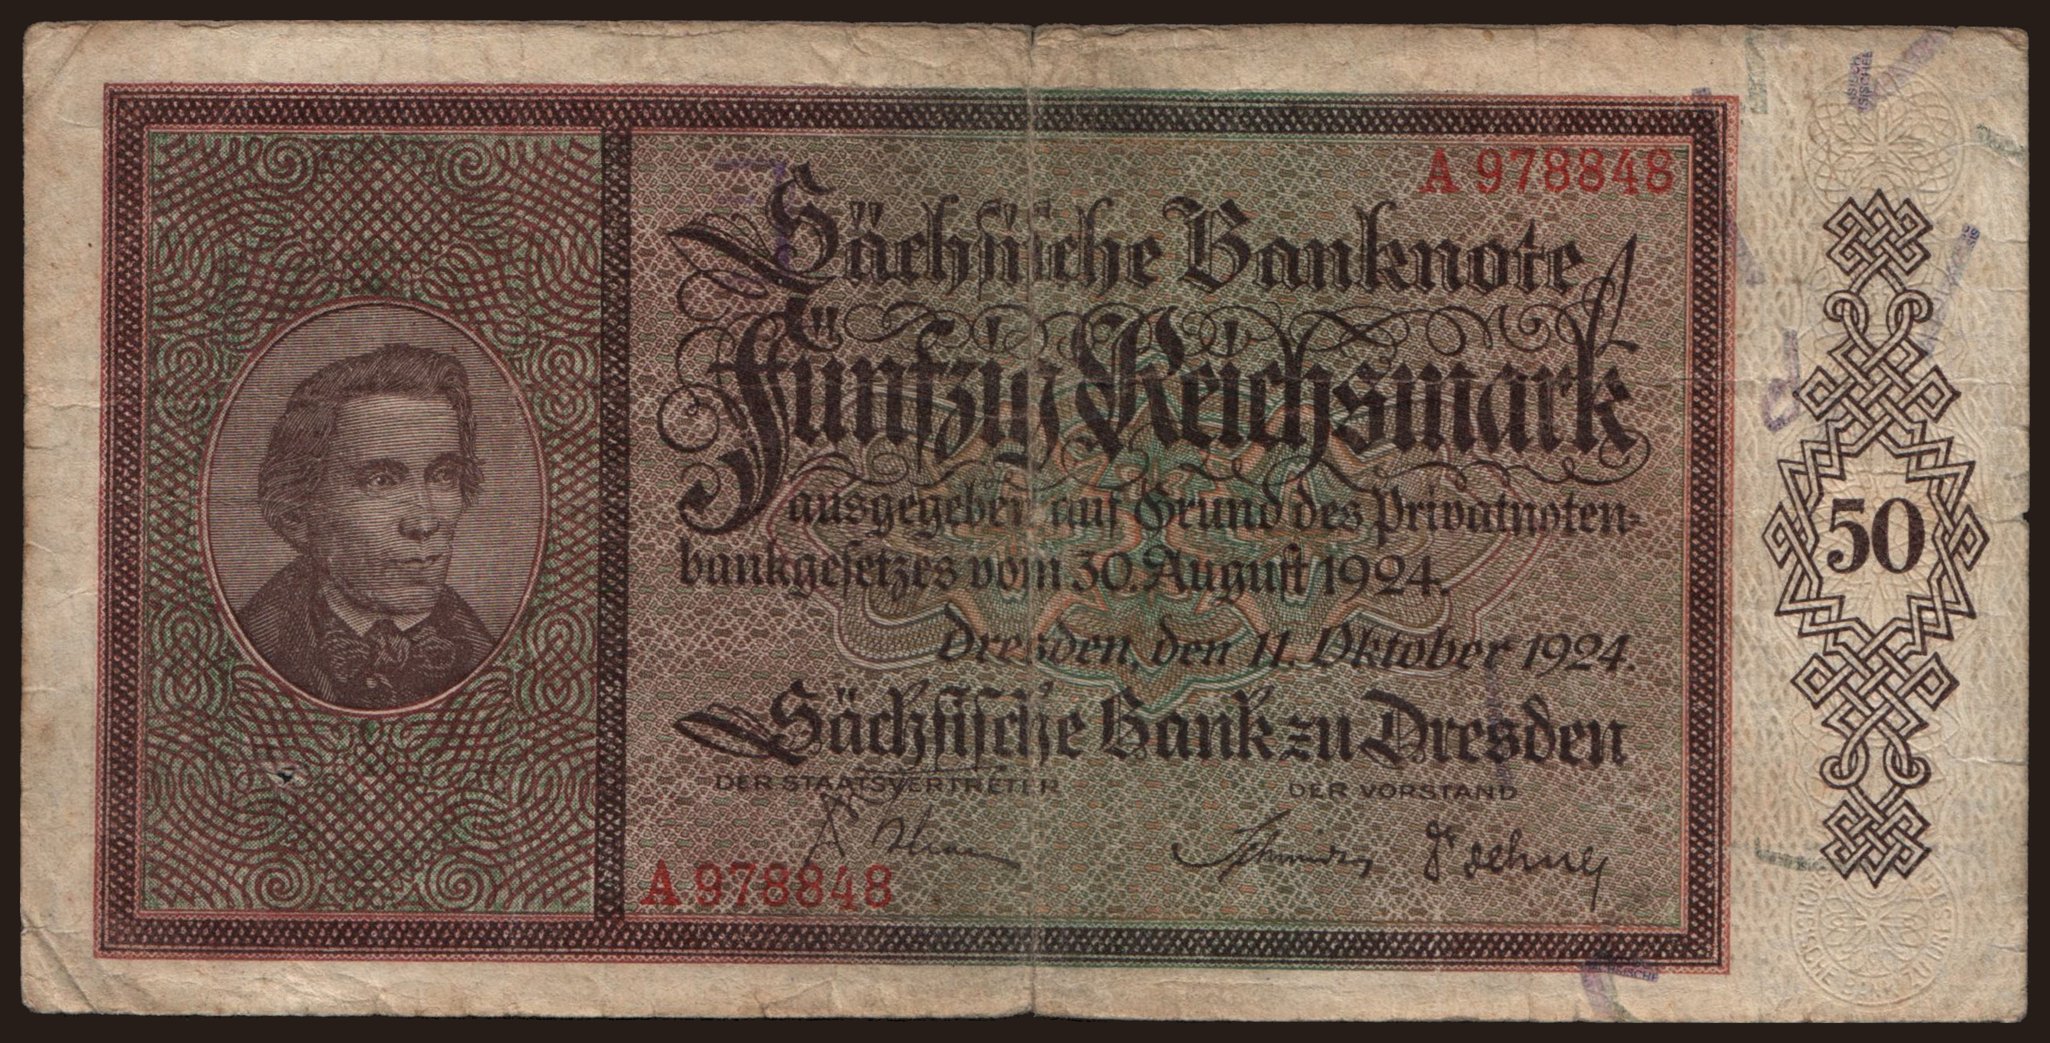 A 978848
Sächsische Banknote
Fünfzig Reichsmark
ausgegeben auf Grund des Privatnoten-
bankgesetzes vom 30. August 1924.
Dresden, den 11. Oktober 1924.
Sächsische Bank zu Dresden
DER STAATSVERTRETER
DER VORSTAND
A 978848
50